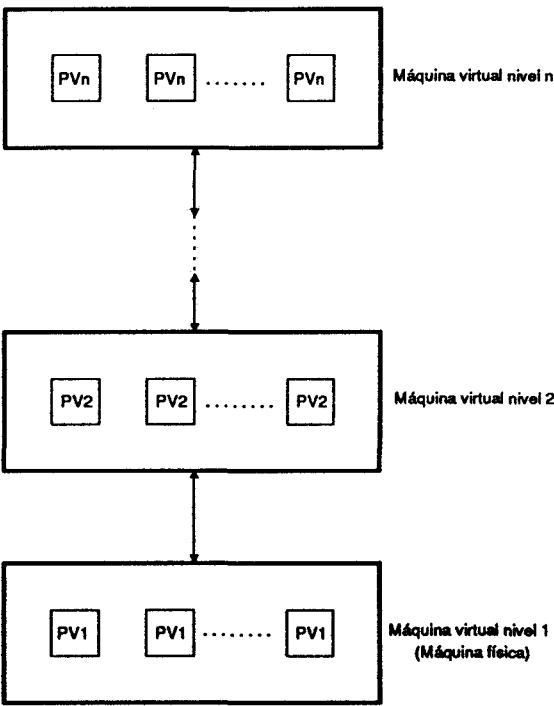 PVn PVn ........ PVn Máquina virtual nivel n
PV2 PV2 ......... PV2 Máquina virtual nivel 2
PV1 PV1 ......... PV1 Máquina virtual nivel 1
(Máquina física)